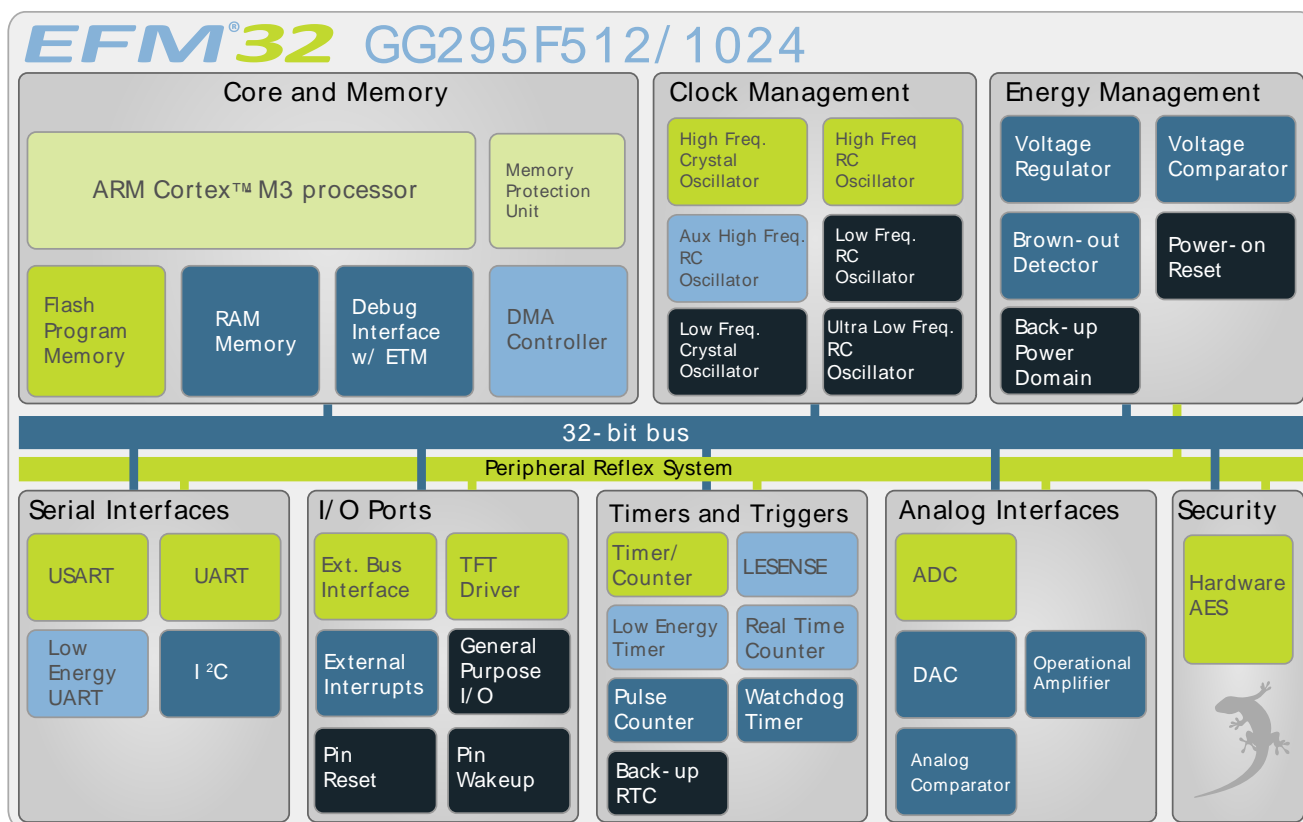 EFM®32 GG295F512/1024
Core and Memory
ARM Cortex™ M3 processor
Memory
Protection
Unit
Flash
Program
Memory
RAM
Memory
Debug
Interface
w/ ETM
DMA
Controller
Clock Management
High Freq.
Crystal
Oscillator
High Freq
RC
Oscillator
Aux High Freq.
RC
Oscillator
Low Freq.
RC
Oscillator
Low Freq.
Crystal
Oscillator
Ultra Low Freq.
RC
Oscillator
Energy Management
Voltage
Regulator
Voltage
Comparator
Brown-out
Detector
Power-on
Reset
Back-up
Power
Domain
32-bit bus
Peripheral Reflex System
Serial Interfaces
USART
UART
Low
Energy
UART
I²C
I/O Ports
Ext. Bus
Interface
TFT
Driver
External
Interrupts
General
Purpose
I/O
Pin
Reset
Pin
Wakeup
Timers and Triggers
Timer/
Counter
LESENSE
Low Energy
Timer
Real Time
Counter
Pulse
Counter
Watchdog
Timer
Back-up
RTC
Analog Interfaces
ADC
DAC
Operational
Amplifier
Analog
Comparator
Security
Hardware
AES